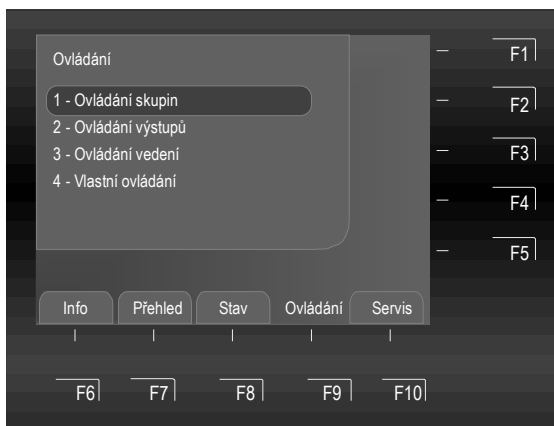 Ovládání
1 - Ovládání skupin
2 - Ovládání výstupů
3 - Ovládání vedení
4 - Vlastní ovládání
F1
F2
F3
F4
F5
Info Přehled Stav Ovládání Servis
F6 F7 F8 F9 F10